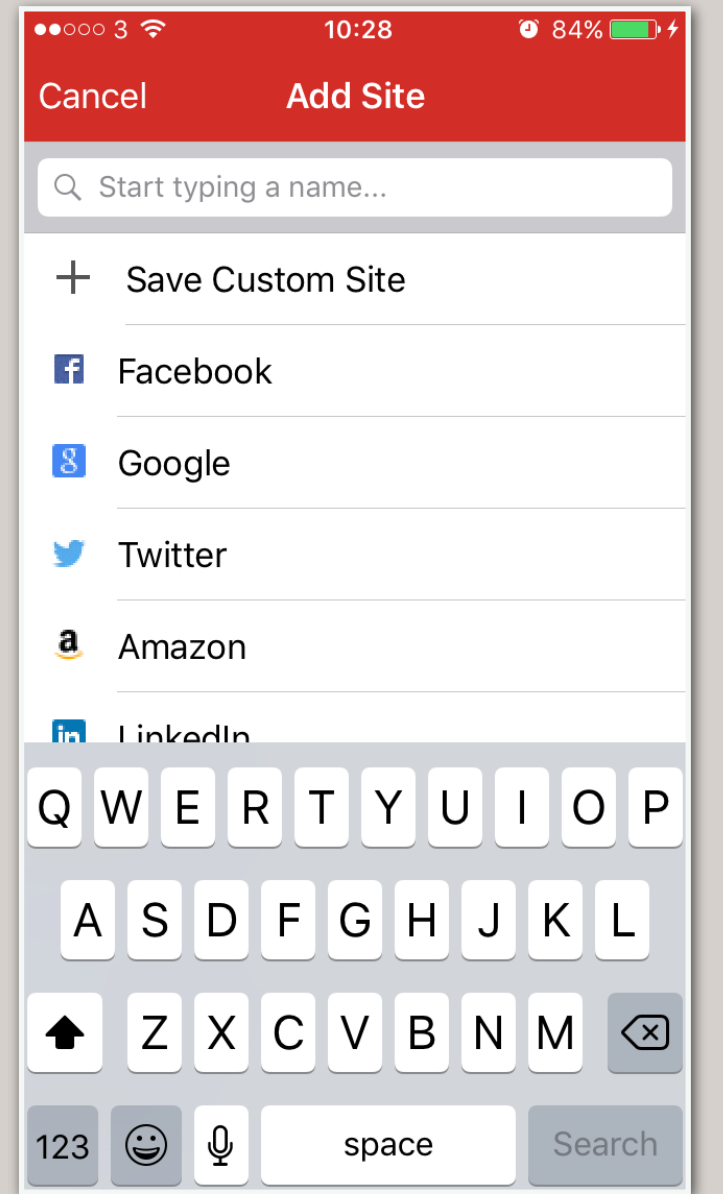 3 10:28 84%
Cancel Add Site
Start typing a name...
Save Custom Site
Facebook
Google
Twitter
Amazon
LinkedIn
Q W E R T Y U I O P
A S D F G H J K L
Z X C V B N M
123 space Search